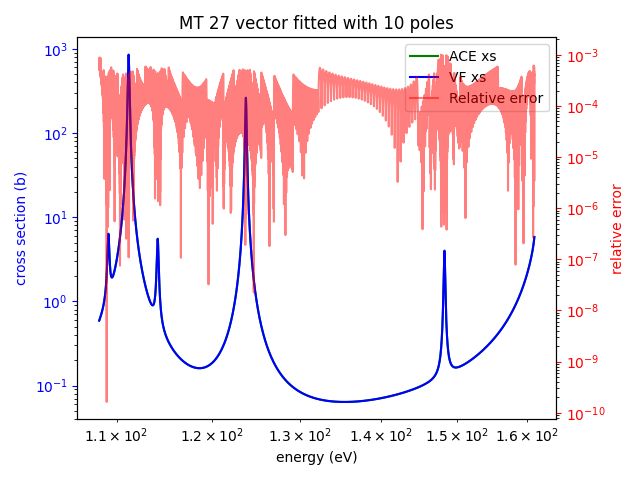 MT 27 vector fitted with 10 poles
ACE xs
VF xs
Relative error
cross section (b)
10³
10²
10¹
10⁰
10⁻¹
relative error
10⁻³
10⁻⁴
10⁻⁵
10⁻⁶
10⁻⁷
10⁻⁸
10⁻⁹
10⁻¹⁰
1.1 × 10² 1.2 × 10² 1.3 × 10² 1.4 × 10² 1.5 × 10² 1.6 × 10²
energy (eV)